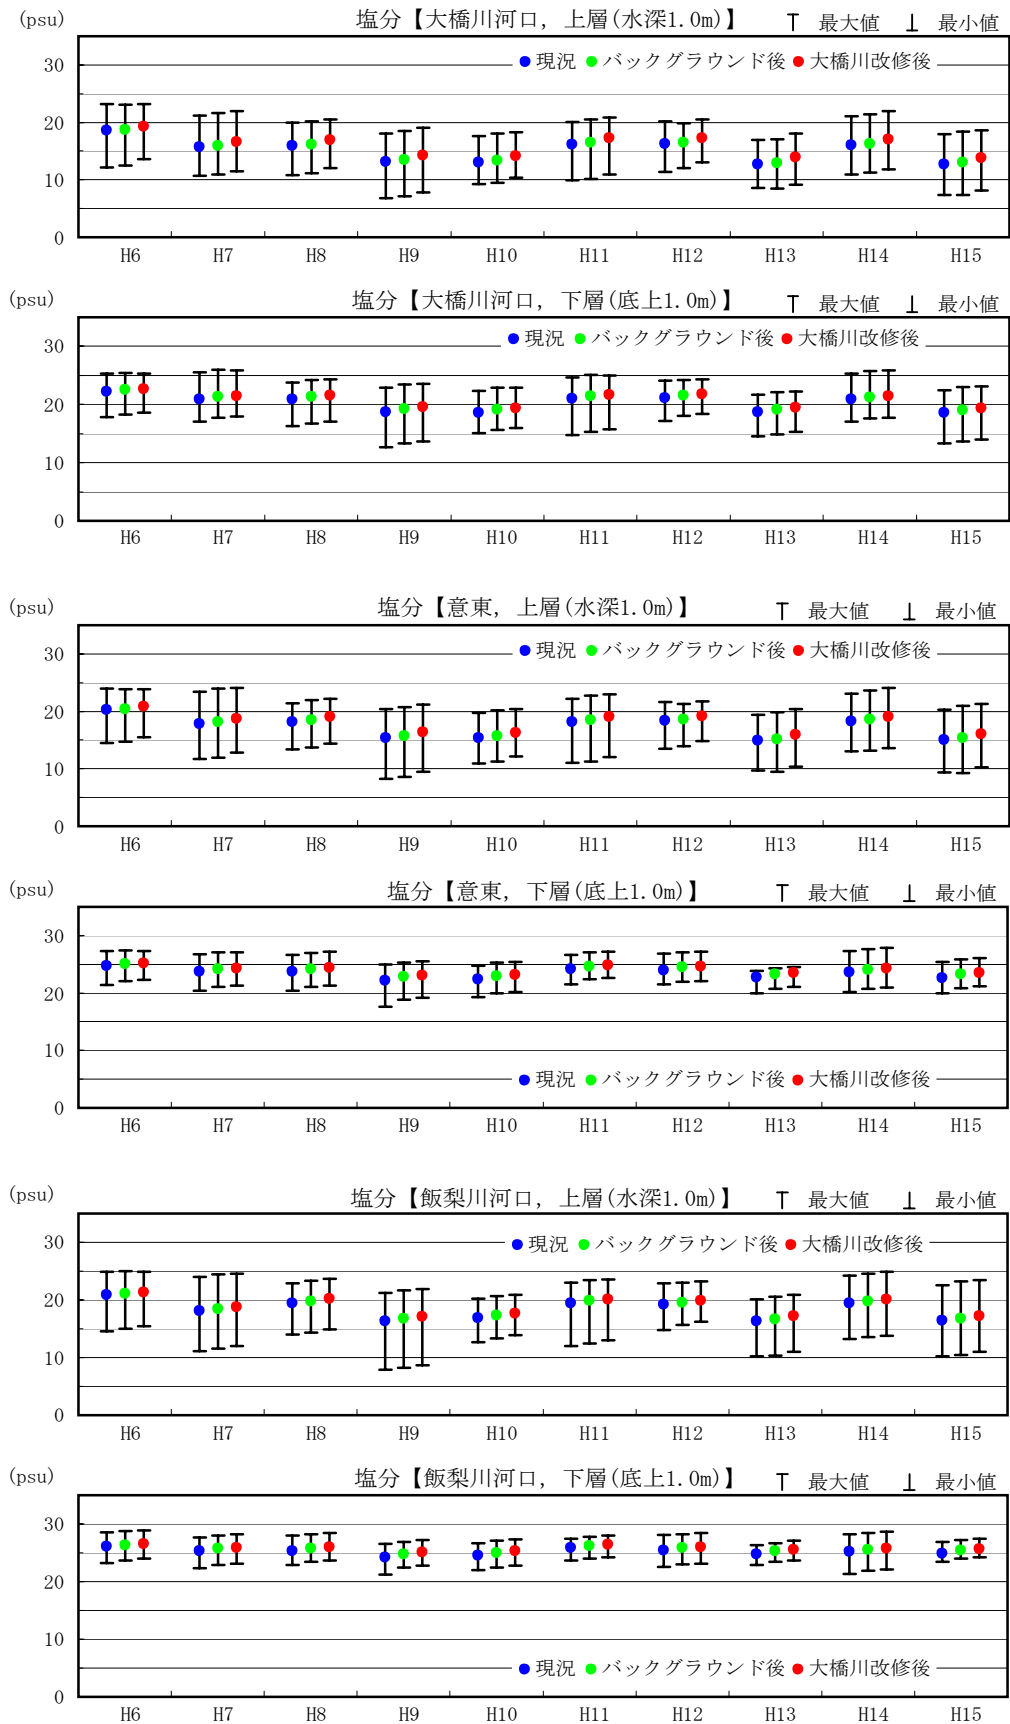 (psu) 塩分【大橋川河口, 上層(水深1.0m)】 ⊤ 最大値 ⊥ 最小値
30
● 現況 ● バックグラウンド後 ● 大橋川改修後
20
10
0
H6 H7 H8 H9 H10 H11 H12 H13 H14 H15
(psu) 塩分【大橋川河口, 下層(底上1.0m)】 ⊤ 最大値 ⊥ 最小値
30
● 現況 ● バックグラウンド後 ● 大橋川改修後
20
10
0
H6 H7 H8 H9 H10 H11 H12 H13 H14 H15
(psu) 塩分【意東, 上層(水深1.0m)】 ⊤ 最大値 ⊥ 最小値
30
● 現況 ● バックグラウンド後 ● 大橋川改修後
20
10
0
H6 H7 H8 H9 H10 H11 H12 H13 H14 H15
(psu) 塩分【意東, 下層(底上1.0m)】 ⊤ 最大値 ⊥ 最小値
30
20
10
● 現況 ● バックグラウンド後 ● 大橋川改修後
0
H6 H7 H8 H9 H10 H11 H12 H13 H14 H15
(psu) 塩分【飯梨川河口, 上層(水深1.0m)】 ⊤ 最大値 ⊥ 最小値
30
● 現況 ● バックグラウンド後 ● 大橋川改修後
20
10
0
H6 H7 H8 H9 H10 H11 H12 H13 H14 H15
(psu) 塩分【飯梨川河口, 下層(底上1.0m)】 ⊤ 最大値 ⊥ 最小値
30
20
10
● 現況 ● バックグラウンド後 ● 大橋川改修後
0
H6 H7 H8 H9 H10 H11 H12 H13 H14 H15